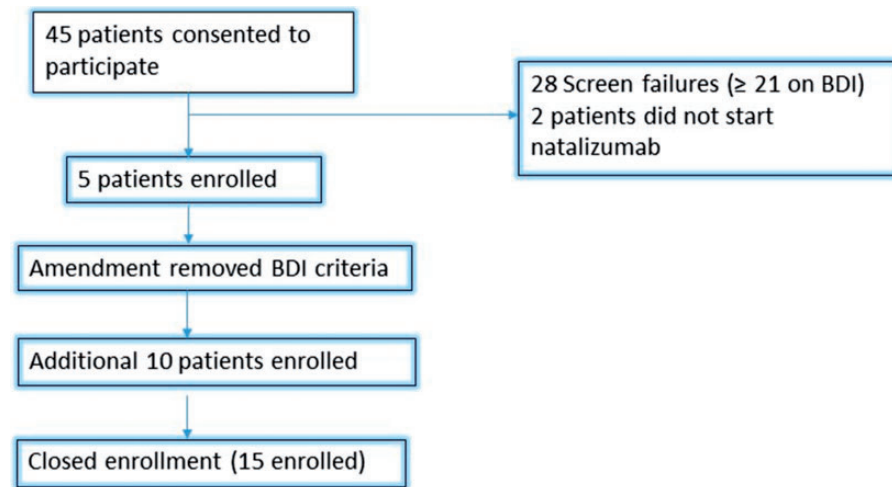 45 patients consented to
participate
28 Screen failures (≥ 21 on BDI)
2 patients did not start
natalizumab
5 patients enrolled
Amendment removed BDI criteria
Additional 10 patients enrolled
Closed enrollment (15 enrolled)